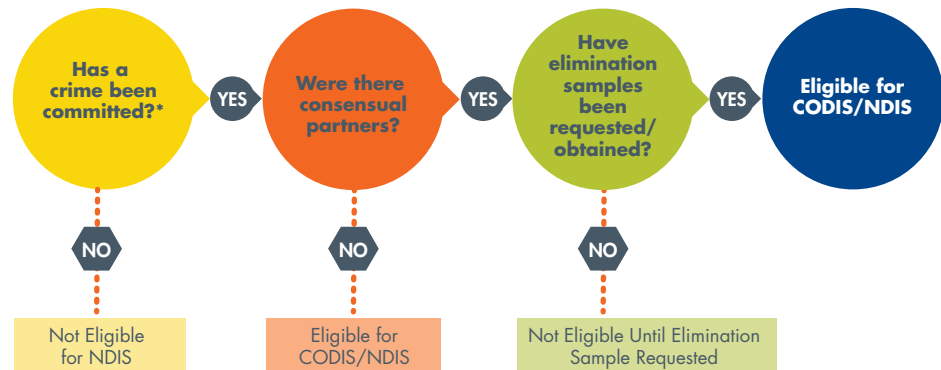 Has a
crime been
committed?*
YES
Were there
consensual
partners?
YES
Have
elimination
samples
been
requested/
obtained?
YES
Eligible for
CODIS/NDIS
NO
NO
NO
Not Eligible
for NDIS
Eligible for
CODIS/NDIS
Not Eligible Until Elimination
Sample Requested